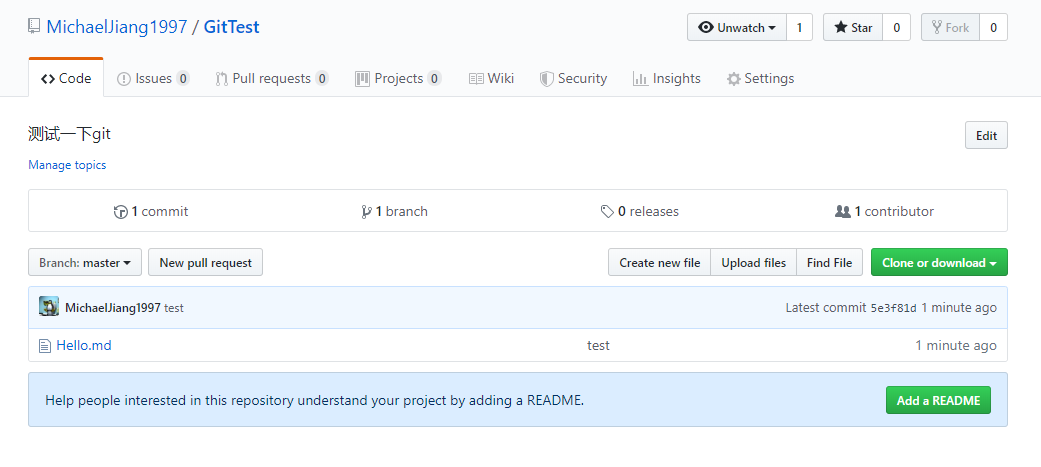 MichaelJiang1997 / GitTest Unwatch 1 Star 0 Fork 0
Code Issues 0 Pull requests 0 Projects 0 Wiki Security Insights Settings
测试一下git Edit
Manage topics
1 commit 1 branch 0 releases 1 contributor
Branch: master New pull request Create new file Upload files Find File Clone or download
MichaelJiang1997 test Latest commit 5e3f81d 1 minute ago
Hello.md test 1 minute ago
Help people interested in this repository understand your project by adding a README. Add a README